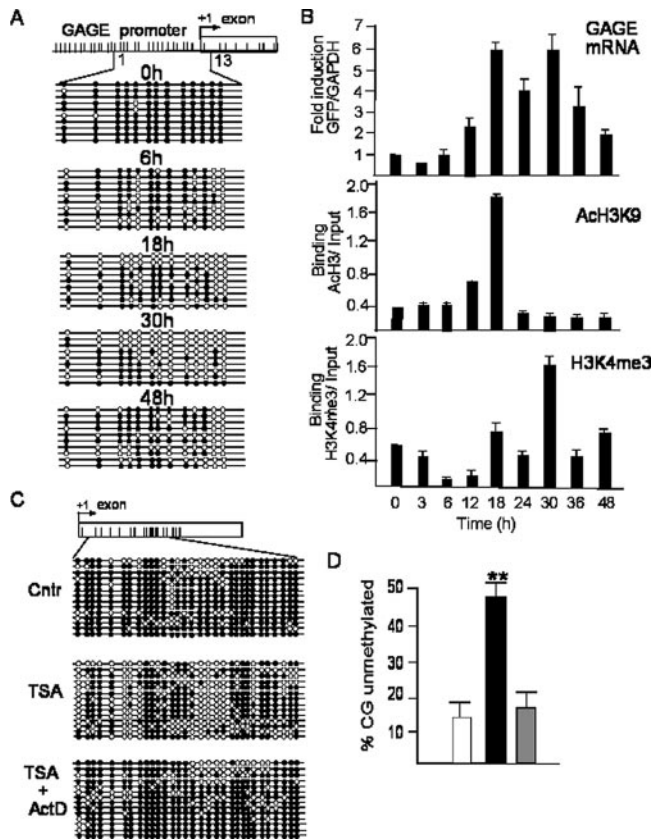 A
GAGE promoter +1 exon
1 13
0h
6h
18h
30h
48h
B
GAGE
mRNA
Fold induction
GFP/GAPDH
7
6
5
4
3
2
1
AcH3K9
Binding
AcH3/ Input
2.0
1.6
1.2
0.8
0.4
H3K4me3
Binding
H3K4me3/ Input
2.0
1.6
1.2
0.8
0.4
0 3 6 12 18 24 30 36 48
Time (h)
C
+1 exon
Cntr
TSA
TSA
+
ActD
D
% CG unmethylated
50
40
30
20
10
**